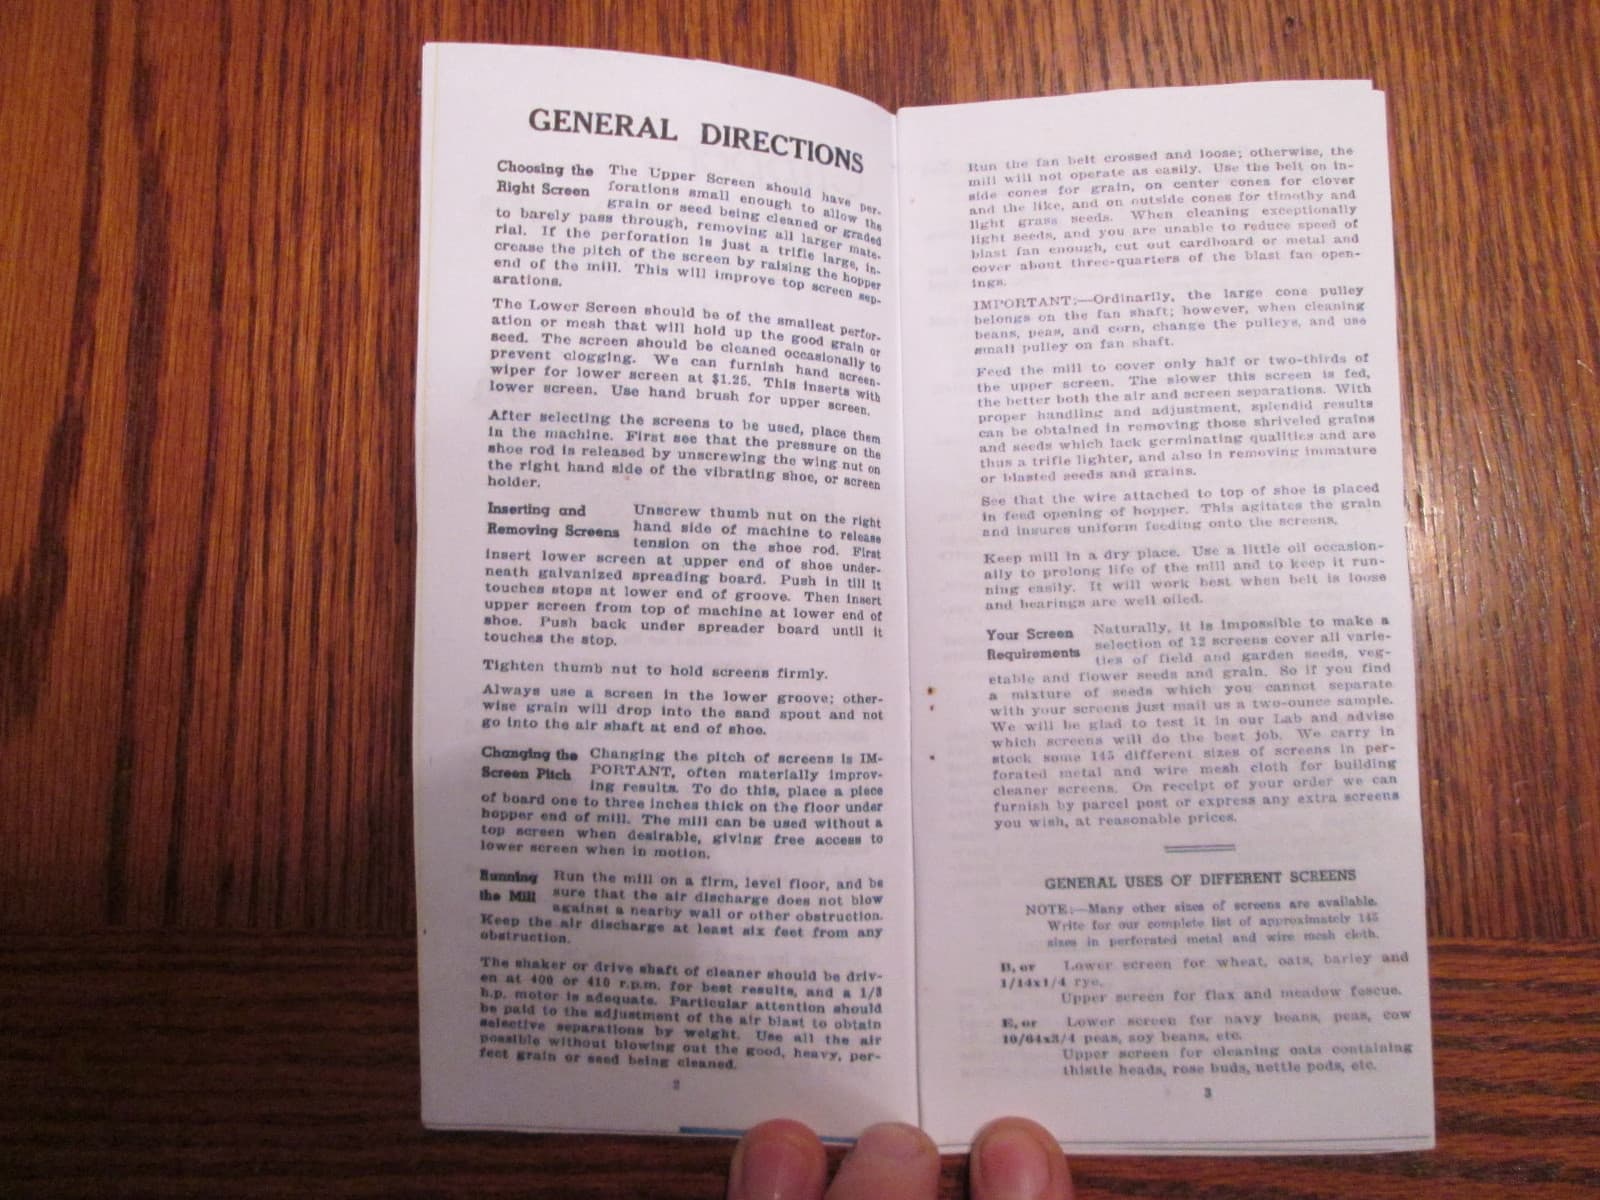 GENERAL DIRECTIONS
Choosing the Right Screen The Upper Screen should have per-
forations small enough to allow the
grain or seed being cleaned or graded
to barely pass through, removing all larger mate-
rial. If the perforation is just a trifle large, in-
crease the pitch of the screen by raising the hopper
end of the mill. This will improve top screen sep-
arations.
The Lower Screen should be of the smallest perfor-
ation or mesh that will hold up the good grain or
seed. The screen should be cleaned occasionally to
prevent clogging. We can furnish hand screen-
wiper for lower screen at $1.25. This inserts with
lower screen. Use hand brush for upper screen.
After selecting the screens to be used, place them
in the machine. First see that the pressure on the
shoe rod is released by unscrewing the wing nut on
the right hand side of the vibrating shoe, or screen
holder.
Inserting and Removing Screens Unscrew thumb nut on the right
hand side of machine to release
tension on the shoe rod. First
insert lower screen at upper end of shoe under-
neath galvanized spreading board. Push in till it
touches stops at lower end of groove. Then insert
upper screen from top of machine at lower end of
shoe. Push back under spreader board until it
touches the stop.
Tighten thumb nut to hold screens firmly.
Always use a screen in the lower groove; other-
wise grain will drop into the sand spout and not
go into the air shaft at end of shoe.
Changing the Screen Pitch Changing the pitch of screens is IM-
PORTANT, often materially improv-
ing results. To do this, place a piece
of board one to three inches thick on the floor under
hopper end of mill. The mill can be used without a
top screen when desirable, giving free access to
lower screen when in motion.
Running the Mill Run the mill on a firm, level floor, and be
sure that the air discharge does not blow
against a nearby wall or other obstruction.
Keep the air discharge at least six feet from any
obstruction.
The shaker or drive shaft of cleaner should be driv-
en at 400 or 410 r.p.m. for best results, and a 1/3
h.p. motor is adequate. Particular attention should
be paid to the adjustment of the air blast to obtain
selective separations by weight. Use all the air
possible without blowing out the good, heavy, per-
fect grain or seed being cleaned.
2
Run the fan belt crossed and loose; otherwise, the
mill will not operate as easily. Use the belt on in-
side cones for grain, on center cones for clover
and the like, and on outside cones for timothy and
light grass seeds. When cleaning exceptionally
light seeds, and you are unable to reduce speed of
blast fan enough, cut out cardboard or metal and
cover about three-quarters of the blast fan open-
ings.
IMPORTANT:—Ordinarily, the large cone pulley
belongs on the fan shaft; however, when cleaning
beans, peas, and corn, change the pulleys, and use
small pulley on fan shaft.
Feed the mill to cover only half or two-thirds of
the upper screen. The slower this screen is fed,
the better both the air and screen separations. With
proper handling and adjustment, splendid results
can be obtained in removing those shriveled grains
and seeds which lack germinating qualities and are
thus a trifle lighter, and also in removing immature
or blasted seeds and grains.
See that the wire attached to top of shoe is placed
in feed opening of hopper. This agitates the grain
and insures uniform feeding onto the screens.
Keep mill in a dry place. Use a little oil occasion-
ally to prolong life of the mill and to keep it run-
ning easily. It will work best when belt is loose
and bearings are well oiled.
Your Screen Requirements Naturally, it is impossible to make a
selection of 12 screens cover all varie-
ties of field and garden seeds, veg-
etable and flower seeds and grain. So if you find
a mixture of seeds which you cannot separate
with your screens just mail us a two-ounce sample.
We will be glad to test it in our Lab and advise
which screens will do the best job. We carry in
stock some 145 different sizes of screens in per-
forated metal and wire mesh cloth for building
cleaner screens. On receipt of your order we can
furnish by parcel post or express any extra screens
you wish, at reasonable prices.
GENERAL USES OF DIFFERENT SCREENS
NOTE:—Many other sizes of screens are available.
Write for our complete list of approximately 145
sizes in perforated metal and wire mesh cloth.
D, or Lower screen for wheat, oats, barley and
1/14x1/4 rye.
Upper screen for flax and meadow fescue.
E, or Lower screen for navy beans, peas, cow
10/64x3/4 peas, soy beans, etc.
Upper screen for cleaning oats containing
thistle heads, rose buds, nettle pods, etc.
3